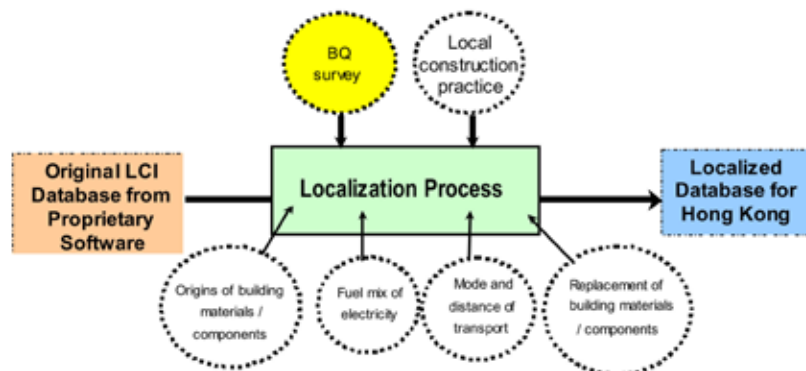 BQ
survey
Local
construction
practice
Original LCI
Database from
Proprietary
Software
Localization Process
Localized
Database for
Hong Kong
Origins of building
materials /
components
Fuel mix of
electricity
Mode and
distance of
transport
Replacement of
building materials
/ components